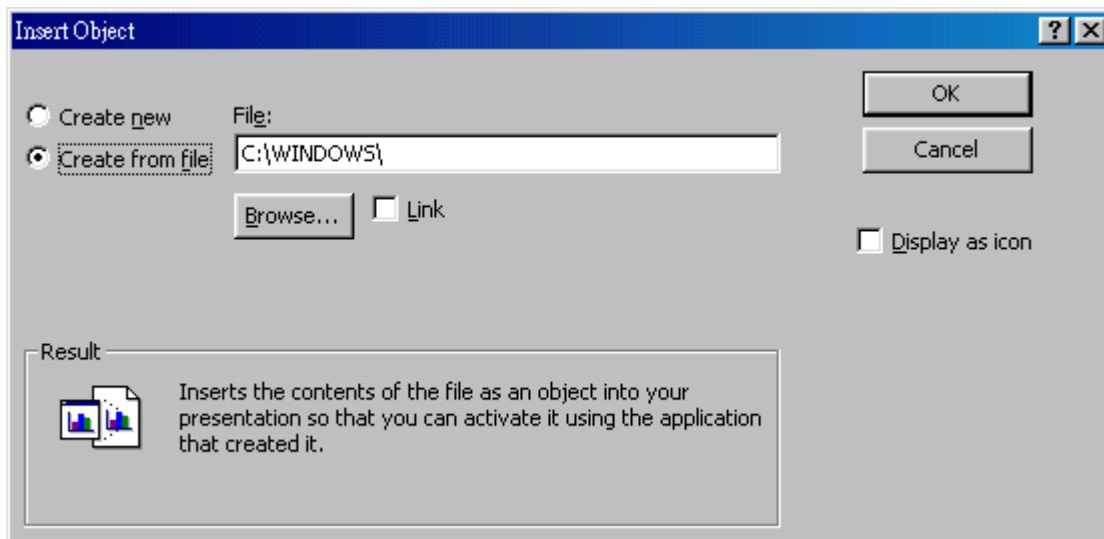 Insert Object
Create new
File:
OK
Create from file
C:\WINDOWS\
Cancel
Browse...
Link
Display as icon
Result
Inserts the contents of the file as an object into your
presentation so that you can activate it using the application
that created it.